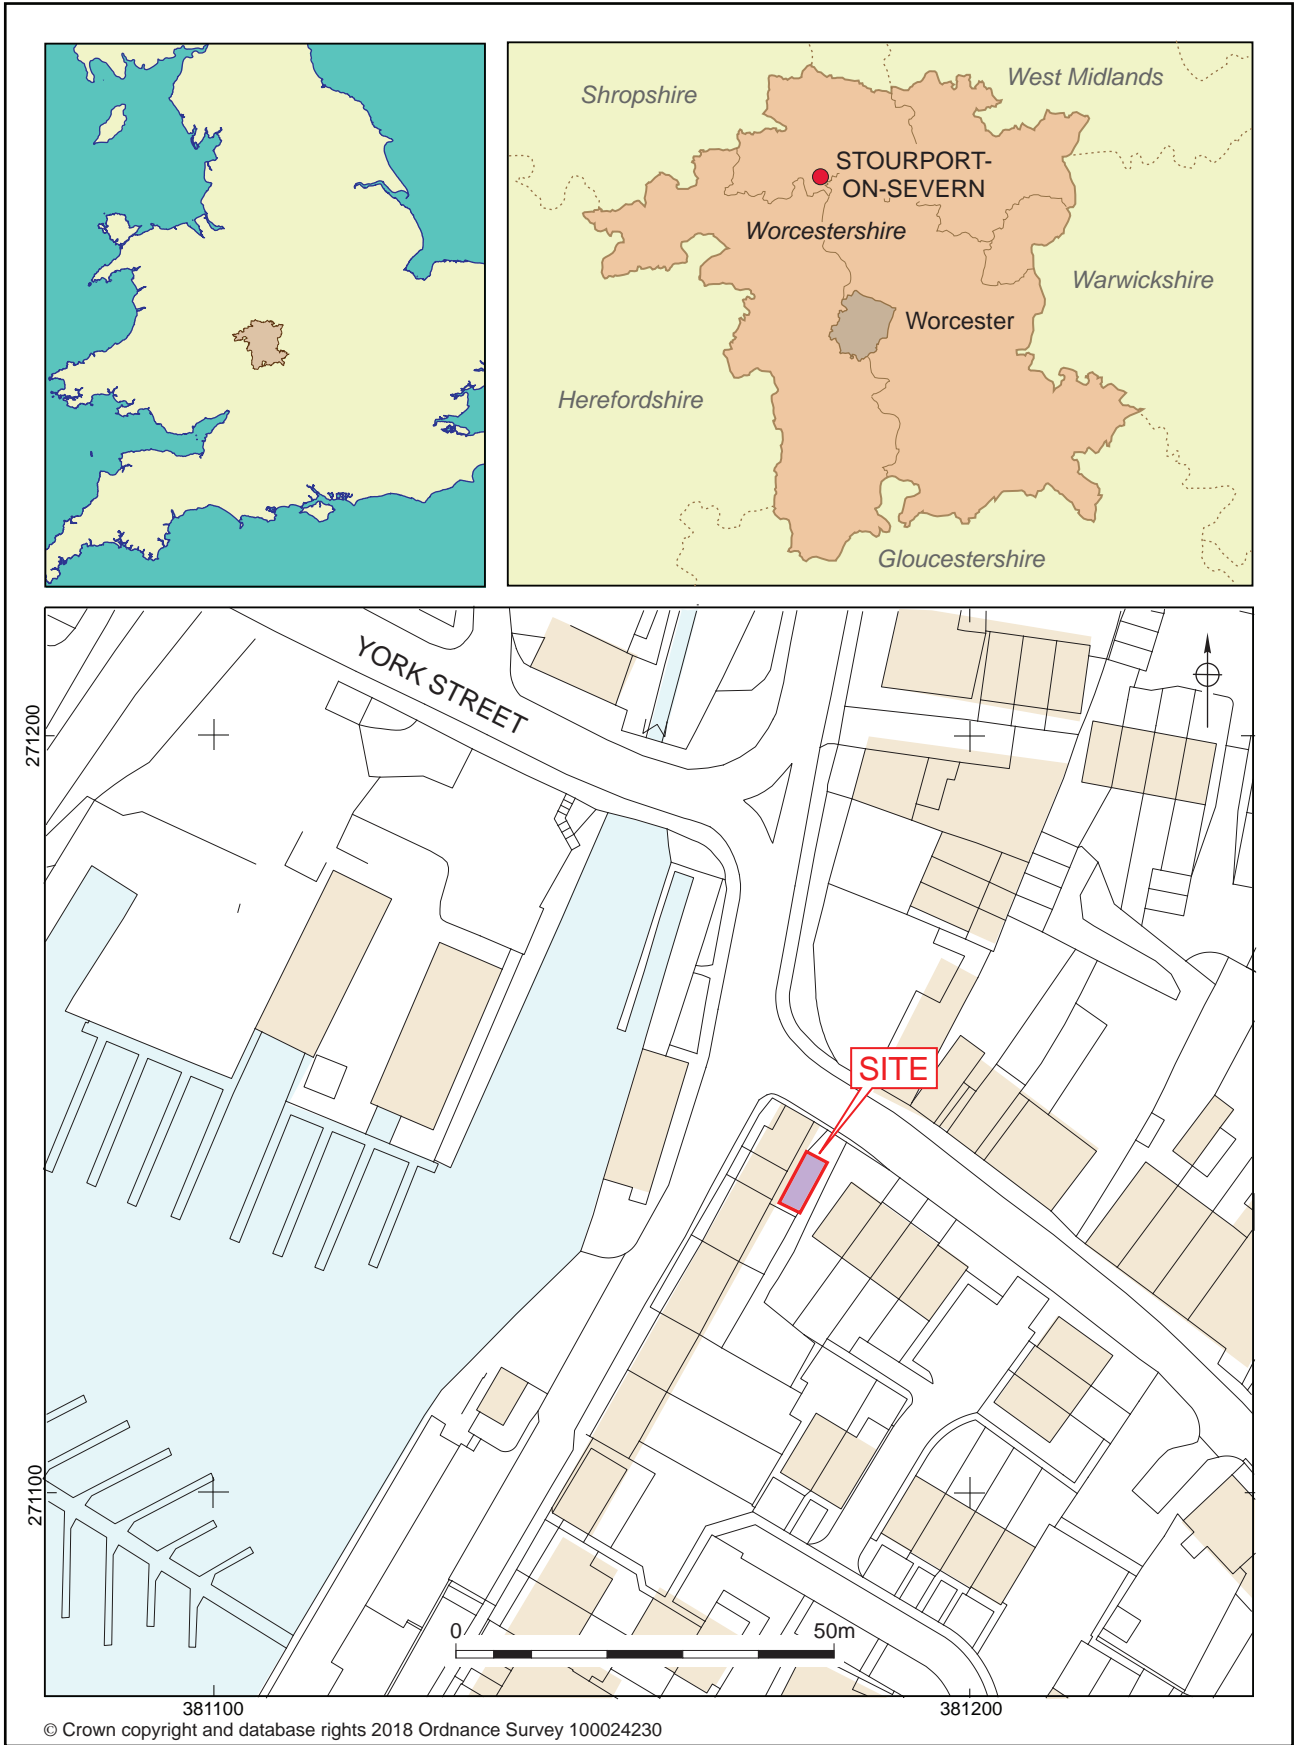 Shropshire
West Midlands
STOURPORT-
ON-SEVERN
Worcestershire
Warwickshire
Worcester
Herefordshire
Gloucestershire
YORK STREET
271200
SITE
271100
0
50m
381100
381200
© Crown copyright and database rights 2018 Ordnance Survey 100024230